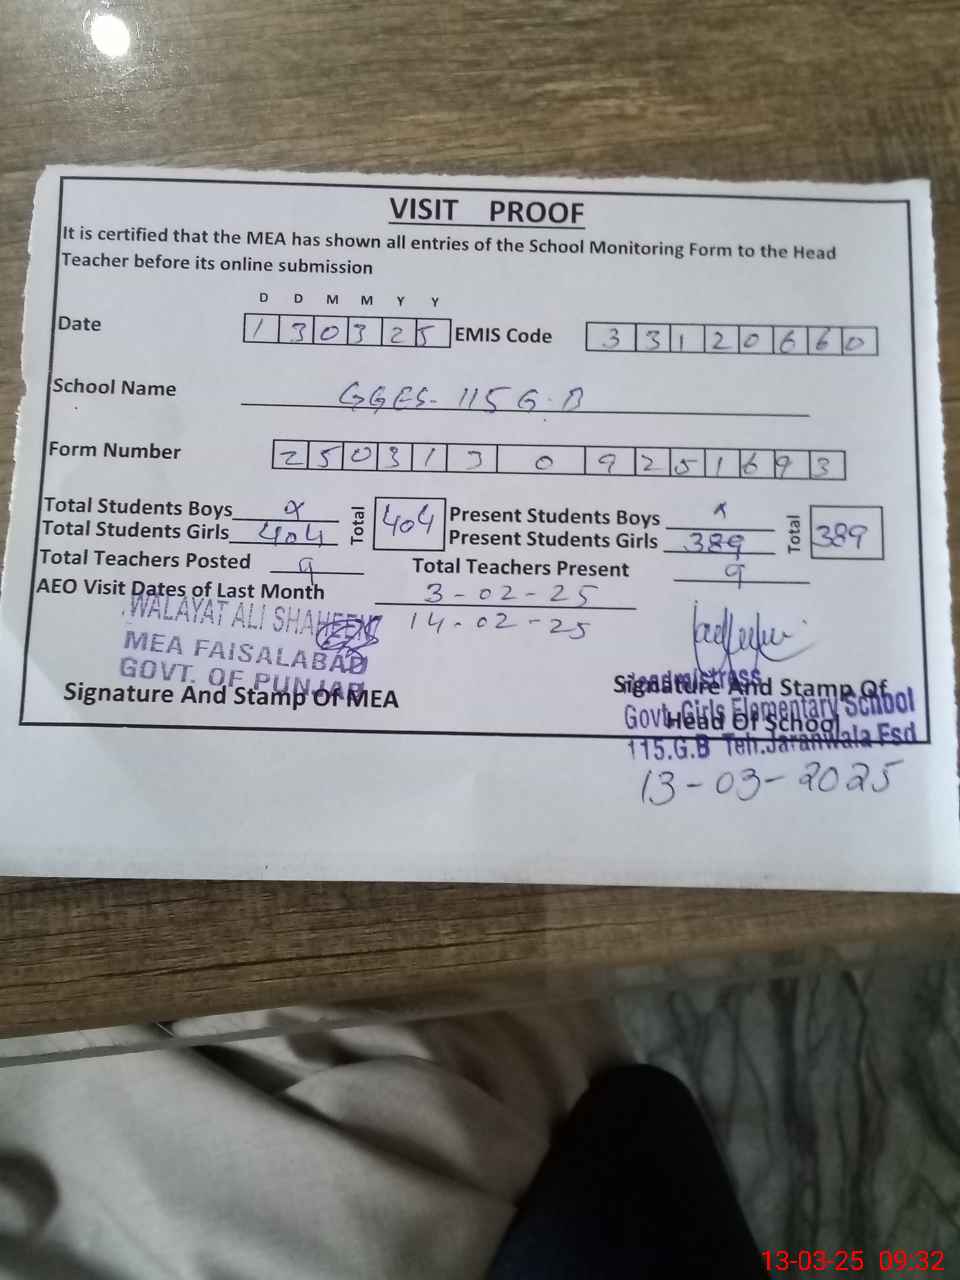 VISIT PROOF
It is certified that the MEA has shown all entries of the School Monitoring Form to the Head
Teacher before its online submission
D D M M Y Y
Date 1 3 0 3 2 5 EMIS Code 3 3 1 2 0 6 6 0
School Name GGES- 115 G.B
Form Number 2 5 0 3 1 3 0 9 2 5 1 6 9 3
Total Students Boys x Total 404 Present Students Boys x Total 389
Total Students Girls 404 Present Students Girls 389
Total Teachers Posted 9 Total Teachers Present 9
AEO Visit Dates of Last Month 3-02-25
14-02-25
WALAYAT ALI SHAHEEN
MEA FAISALABAD
GOVT. OF PUNJAB
Signature And Stamp Of MEA
Headmistress
Signature And Stamp Of
Govt. Girls Elementary School
Head Of School
115.G.B Teh.Jaranwala Fsd
13-03-2025
13-03-25 09:32